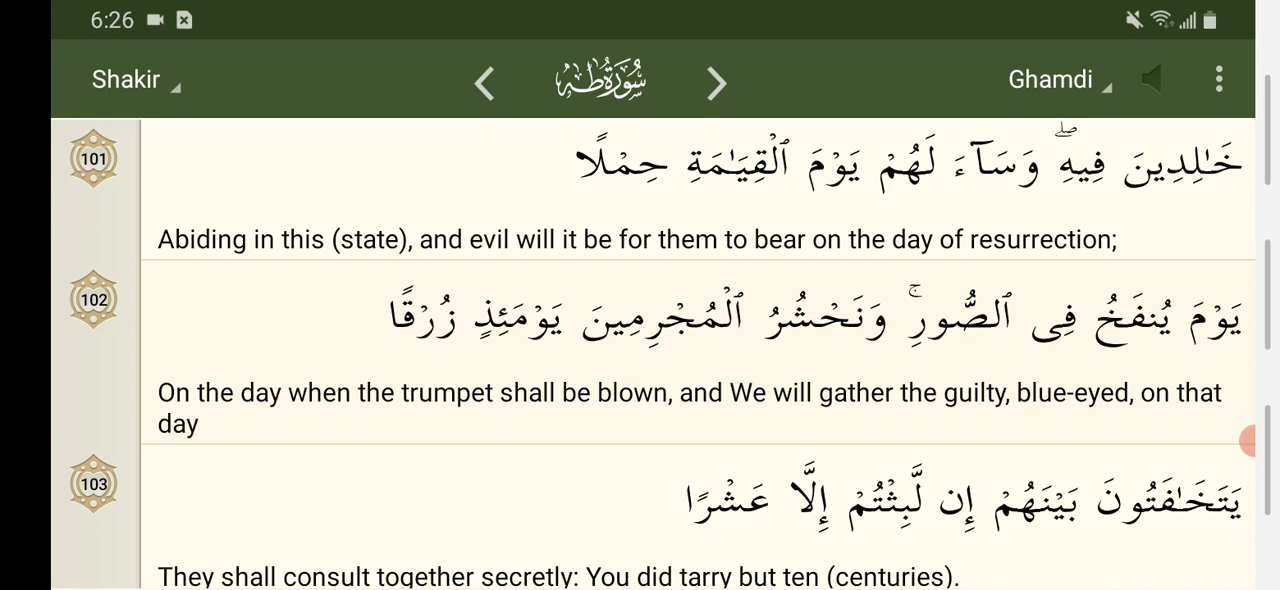 6:26
Shakir
سُورَةُ طه
Ghamdi
101
خَـٰلِدِينَ فِيهِ ۖ وَسَآءَ لَهُمْ يَوْمَ ٱلْقِيَـٰمَةِ حِمْلًا
Abiding in this (state), and evil will it be for them to bear on the day of resurrection;
102
يَوْمَ يُنفَخُ فِى ٱلصُّورِ ۚ وَنَحْشُرُ ٱلْمُجْرِمِينَ يَوْمَئِذٍ زُرْقًا
On the day when the trumpet shall be blown, and We will gather the guilty, blue-eyed, on that
day
103
يَتَخَـٰفَتُونَ بَيْنَهُمْ إِن لَّبِثْتُمْ إِلَّا عَشْرًا
They shall consult together secretly: You did tarry but ten (centuries).